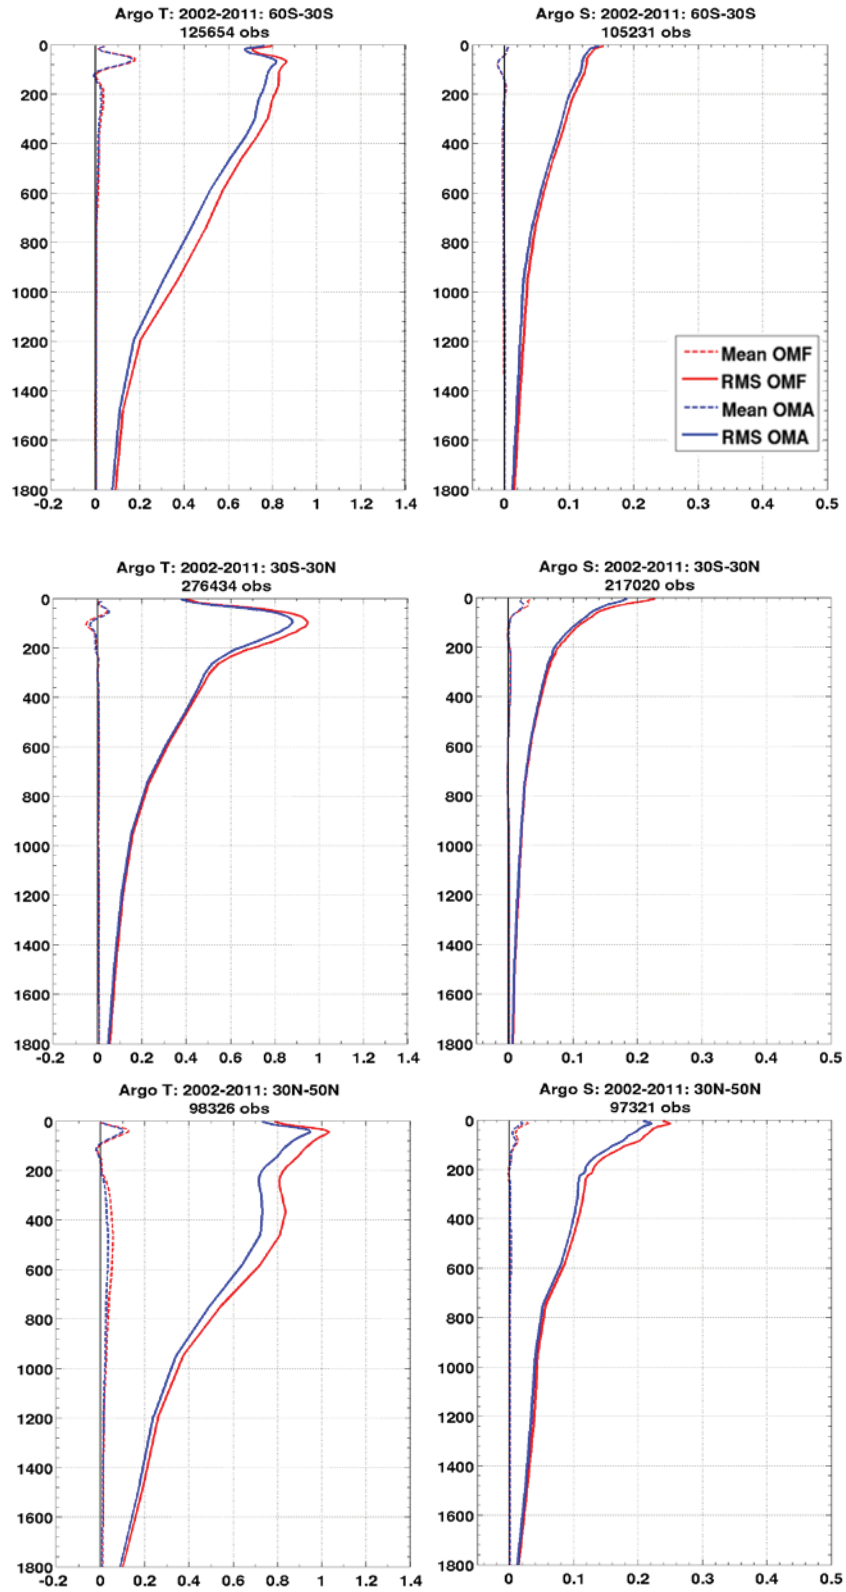 Argo T: 2002-2011: 60S-30S
125654 obs
0
200
400
600
800
1000
1200
1400
1600
1800
-0.2 0 0.2 0.4 0.6 0.8 1 1.2 1.4
Argo S: 2002-2011: 60S-30S
105231 obs
0
200
400
600
800
1000
1200
1400
1600
1800
0 0.1 0.2 0.3 0.4 0.5
Mean OMF
RMS OMF
Mean OMA
RMS OMA
Argo T: 2002-2011: 30S-30N
276434 obs
0
200
400
600
800
1000
1200
1400
1600
1800
-0.2 0 0.2 0.4 0.6 0.8 1 1.2 1.4
Argo S: 2002-2011: 30S-30N
217020 obs
0
200
400
600
800
1000
1200
1400
1600
1800
0 0.1 0.2 0.3 0.4 0.5
Argo T: 2002-2011: 30N-50N
98326 obs
0
200
400
600
800
1000
1200
1400
1600
1800
-0.2 0 0.2 0.4 0.6 0.8 1 1.2 1.4
Argo S: 2002-2011: 30N-50N
97321 obs
0
200
400
600
800
1000
1200
1400
1600
1800
0 0.1 0.2 0.3 0.4 0.5